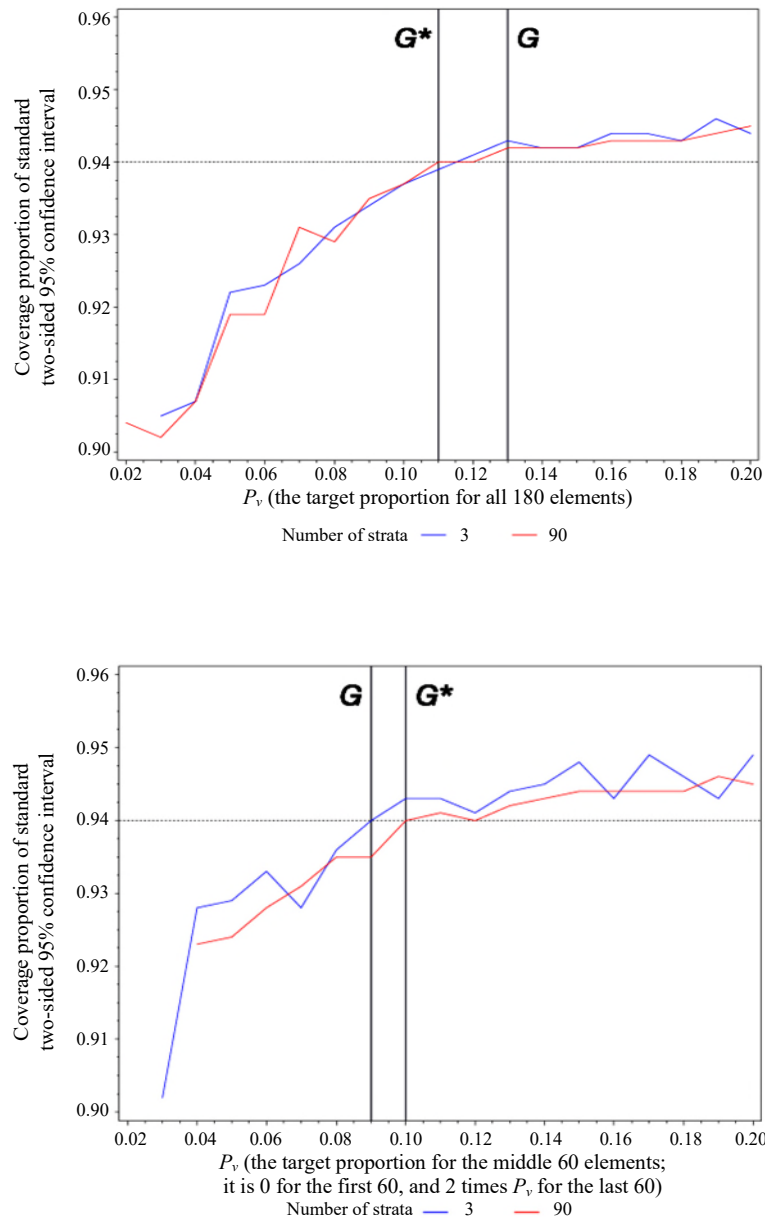 0.96
0.95
0.94
0.93
0.92
0.91
0.90
Coverage proportion of standard
two-sided 95% confidence interval
G* G
0.02 0.04 0.06 0.08 0.10 0.12 0.14 0.16 0.18 0.20
Pv (the target proportion for all 180 elements)
Number of strata 3 90
0.96
0.95
0.94
0.93
0.92
0.91
0.90
Coverage proportion of standard
two-sided 95% confidence interval
G G*
0.02 0.04 0.06 0.08 0.10 0.12 0.14 0.16 0.18 0.20
Pv (the target proportion for the middle 60 elements;
it is 0 for the first 60, and 2 times Pv for the last 60)
Number of strata 3 90